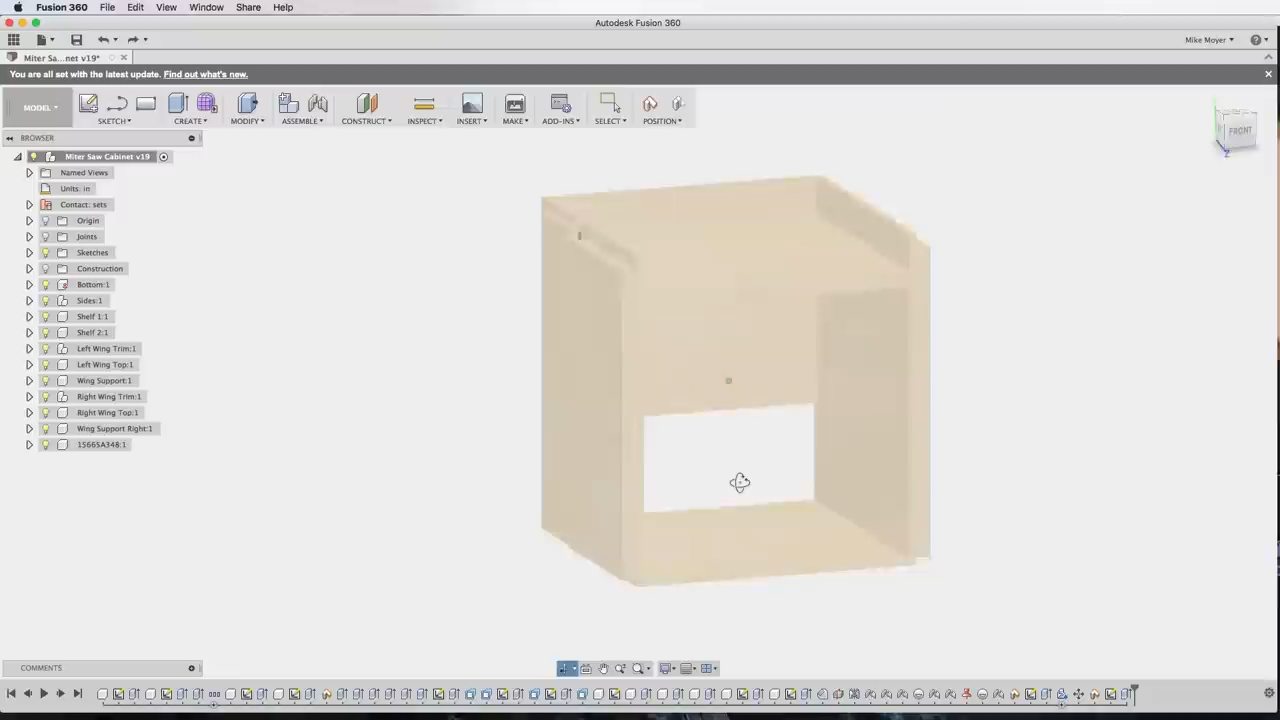 Fusion 360 File Edit View Window Share Help
Autodesk Fusion 360
Mike Moyer
Miter Sa...net v19*
You are all set with the latest update. Find out what's new.
MODEL
SKETCH CREATE MODIFY ASSEMBLE CONSTRUCT INSPECT INSERT MAKE ADD-INS SELECT POSITION
FRONT
Z
BROWSER
Miter Saw Cabinet v19
Named Views
Units: in
Contact: sets
Origin
Joints
Sketches
Construction
Bottom:1
Sides:1
Shelf 1:1
Shelf 2:1
Left Wing Trim:1
Left Wing Top:1
Wing Support:1
Right Wing Trim:1
Right Wing Top:1
Wing Support Right:1
15665A348:1
COMMENTS